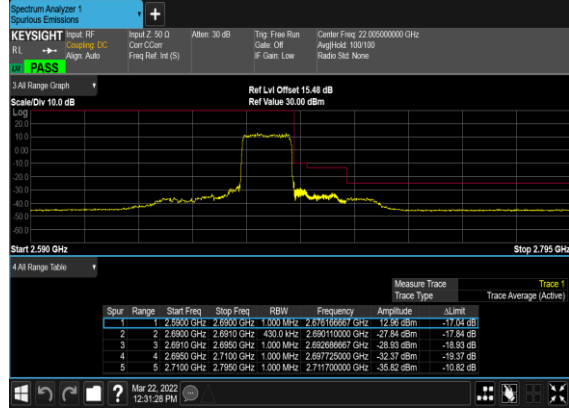 Spectrum Analyzer 1
Spurious Emissions
+
KEYSIGHT Input: RF Input Z: 50 Ω Atten: 30 dB Trig: Free Run Center Freq: 22.005000000 GHz
RL Coupling: DC Corr CCorr Gate: Off Avg|Hold: 100/100
Align: Auto Freq Ref: Int (S) IF Gain: Low Radio Std: None
PASS
3 All Range Graph
Ref Lvl Offset 15.48 dB
Scale/Div 10.0 dB Ref Value 30.00 dBm
Log
20.0
10.0
0.00
-10.0
-20.0
-30.0
-40.0
-50.0
-60.0
Start 2.590 GHz Stop 2.795 GHz
4 All Range Table
Measure Trace Trace 1
Trace Type Trace Average (Active)
Spur Range Start Freq Stop Freq RBW Frequency Amplitude ΔLimit
1 1 2.5900 GHz 2.6900 GHz 1.000 MHz 2.676166667 GHz 12.96 dBm -17.04 dB
2 2 2.6900 GHz 2.6910 GHz 430.0 kHz 2.690110000 GHz -27.84 dBm -17.84 dB
3 3 2.6910 GHz 2.6950 GHz 1.000 MHz 2.692686667 GHz -28.93 dBm -18.93 dB
4 4 2.6950 GHz 2.7100 GHz 1.000 MHz 2.697725000 GHz -32.37 dBm -19.37 dB
5 5 2.7100 GHz 2.7950 GHz 1.000 MHz 2.711700000 GHz -35.82 dBm -10.82 dB
?
Mar 22, 2022
12:31:28 PM